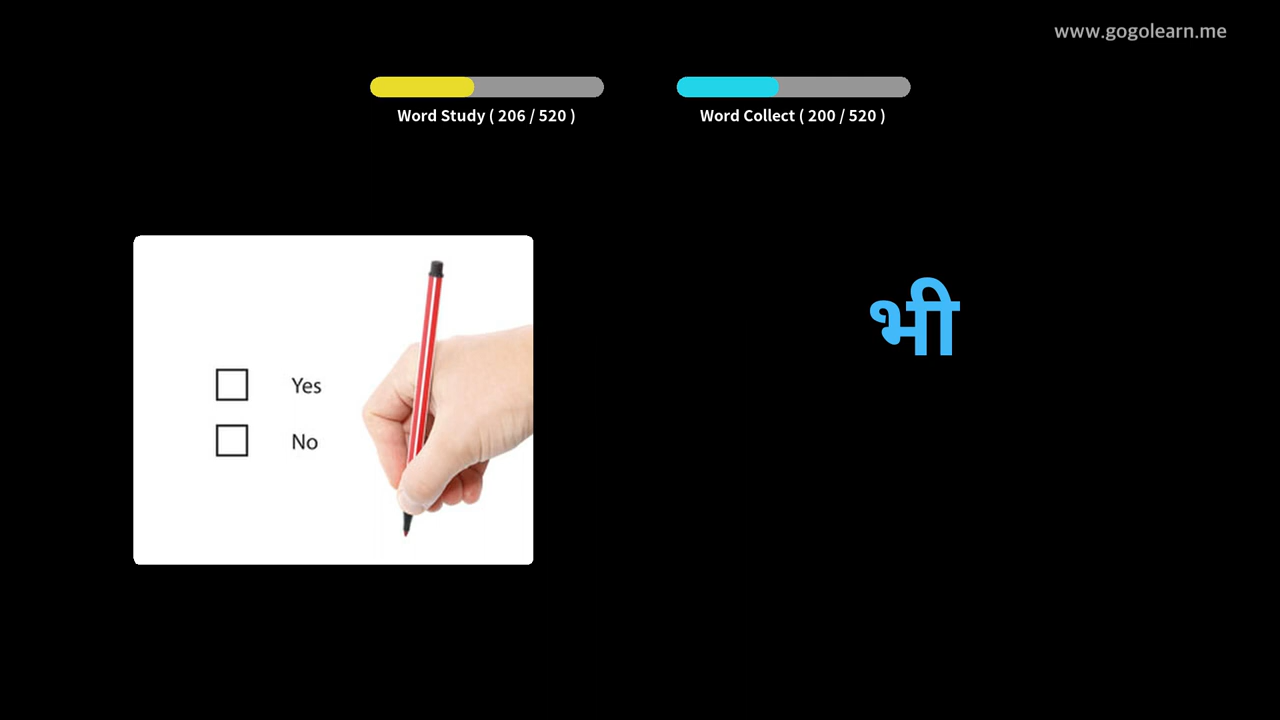 www.gogolearn.me
Word Study ( 206 / 520 )
Word Collect ( 200 / 520 )
Yes
No
भी